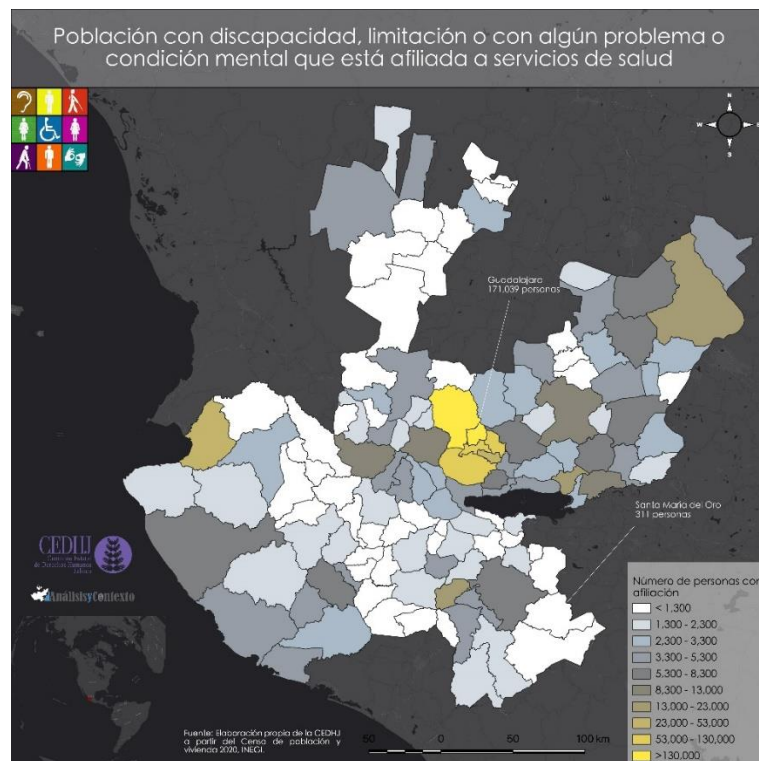 Población con discapacidad, limitación o con algún problema o
condición mental que está afiliada a servicios de salud
N
W
E
S
Guadalajara
171,039 personas
Santa María del Oro
311 personas
CEDHJ
AnálisisyContexto
Número de personas con
afiliación
< 1,300
1,300 - 2,300
2,300 - 3,300
3,300 - 5,300
5,300 - 8,300
8,300 - 13,000
13,000 - 23,000
23,000 - 53,000
53,000 - 130,000
>130,000
Fuente: Elaboración propia de la CEDHJ
a partir del Censo de población y
vivienda 2020, INEGI.
50 0 50 100 km